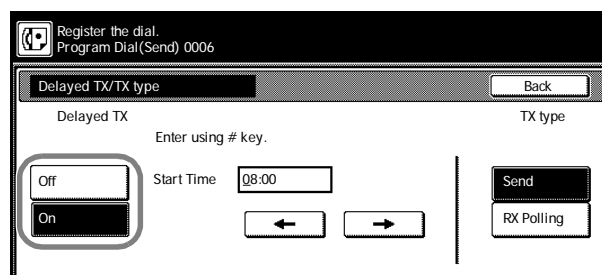 Register the dial.
Program Dial(Send) 0006
Delayed TX/TX type
Back
Delayed TX
TX type
Enter using # key.
Off
Start Time
08:00
Send
On
RX Polling